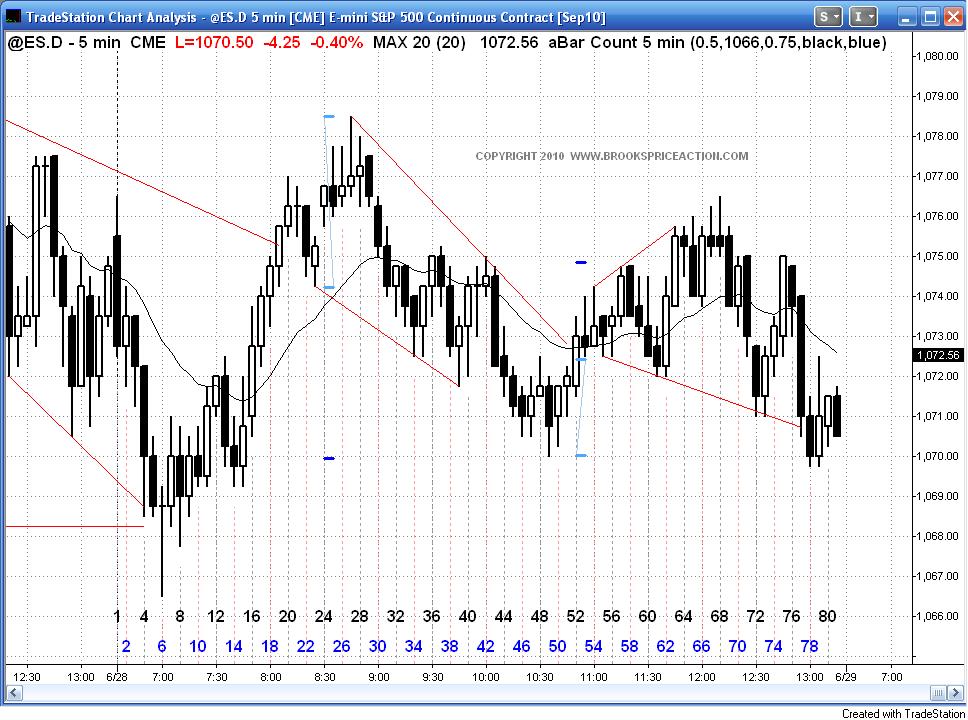 TradeStation Chart Analysis - @ES.D 5 min [CME] E-mini S&P 500 Continuous Contract [Sep10]
S I
@ES.D - 5 min CME L=1070.50 -4.25 -0.40% MAX 20 (20) 1072.56 aBar Count 5 min (0.5,1066,0.75,black,blue)
1,080.00
1,079.00
1,078.00
COPYRIGHT 2010 WWW.BROOKSPRICEACTION.COM
1,077.00
1,076.00
1,075.00
1,074.00
1,073.00
1,072.56
1,072.00
1,071.00
1,070.00
1,069.00
1,068.00
1,067.00
1,066.00
1 4 8 12 16 20 24 28 32 36 40 44 48 52 56 60 64 68 72 76 80
2 6 10 14 18 22 26 30 34 38 42 46 50 54 58 62 66 70 74 78
12:30 13:00 6/28 7:00 7:30 8:00 8:30 9:00 9:30 10:00 10:30 11:00 11:30 12:00 12:30 13:00 6/29 7:00
Created with TradeStation